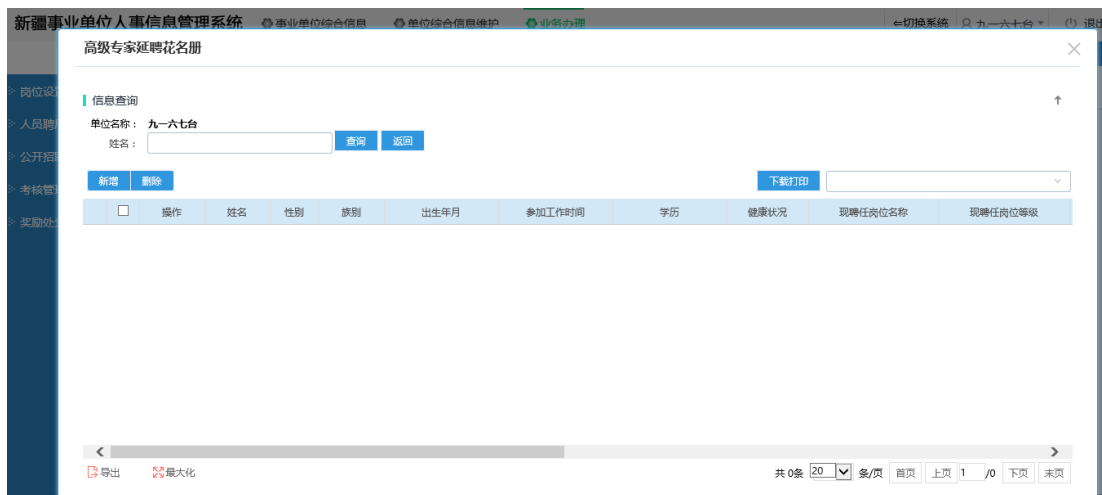 新疆事业单位人事信息管理系统 事业单位综合信息 单位综合信息维护 业务办理 切换系统 九一六七台 退出
高级专家延聘花名册
岗位设
信息查询
人员聘
单位名称： 九一六七台
姓名： 查询 返回
公开招
新增 删除 下载打印
考核管
操作 姓名 性别 族别 出生年月 参加工作时间 学历 健康状况 现聘任岗位名称 现聘任岗位等级
奖励处
导出 最大化 共 0条 20 条/页 首页 上页 1 /0 下页 末页